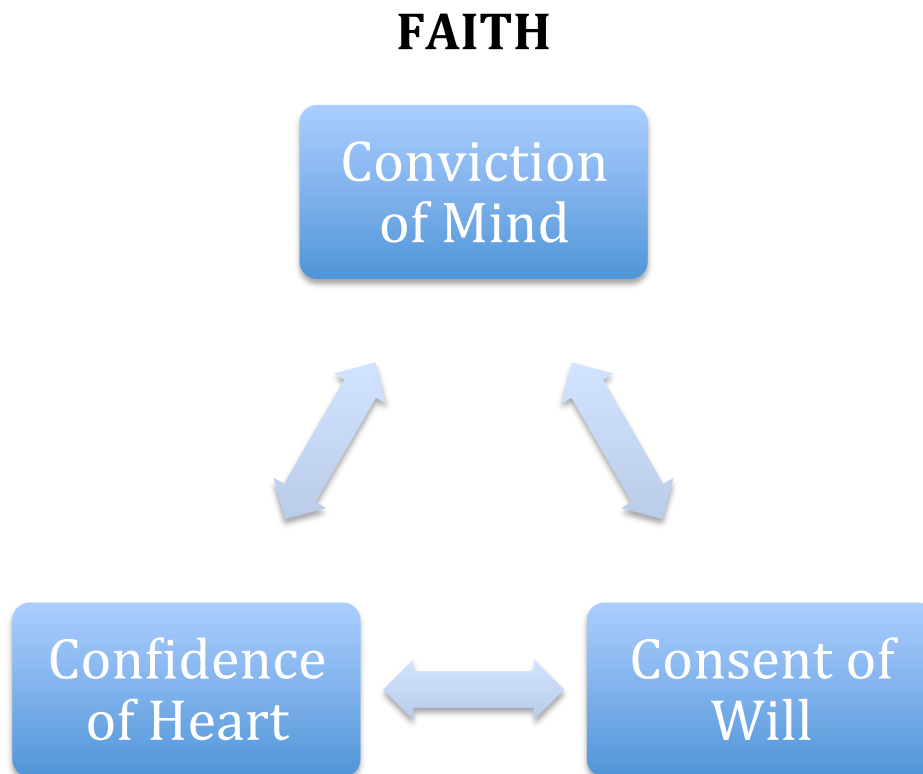 FAITH
Conviction
of Mind
Confidence
of Heart
Consent of
Will